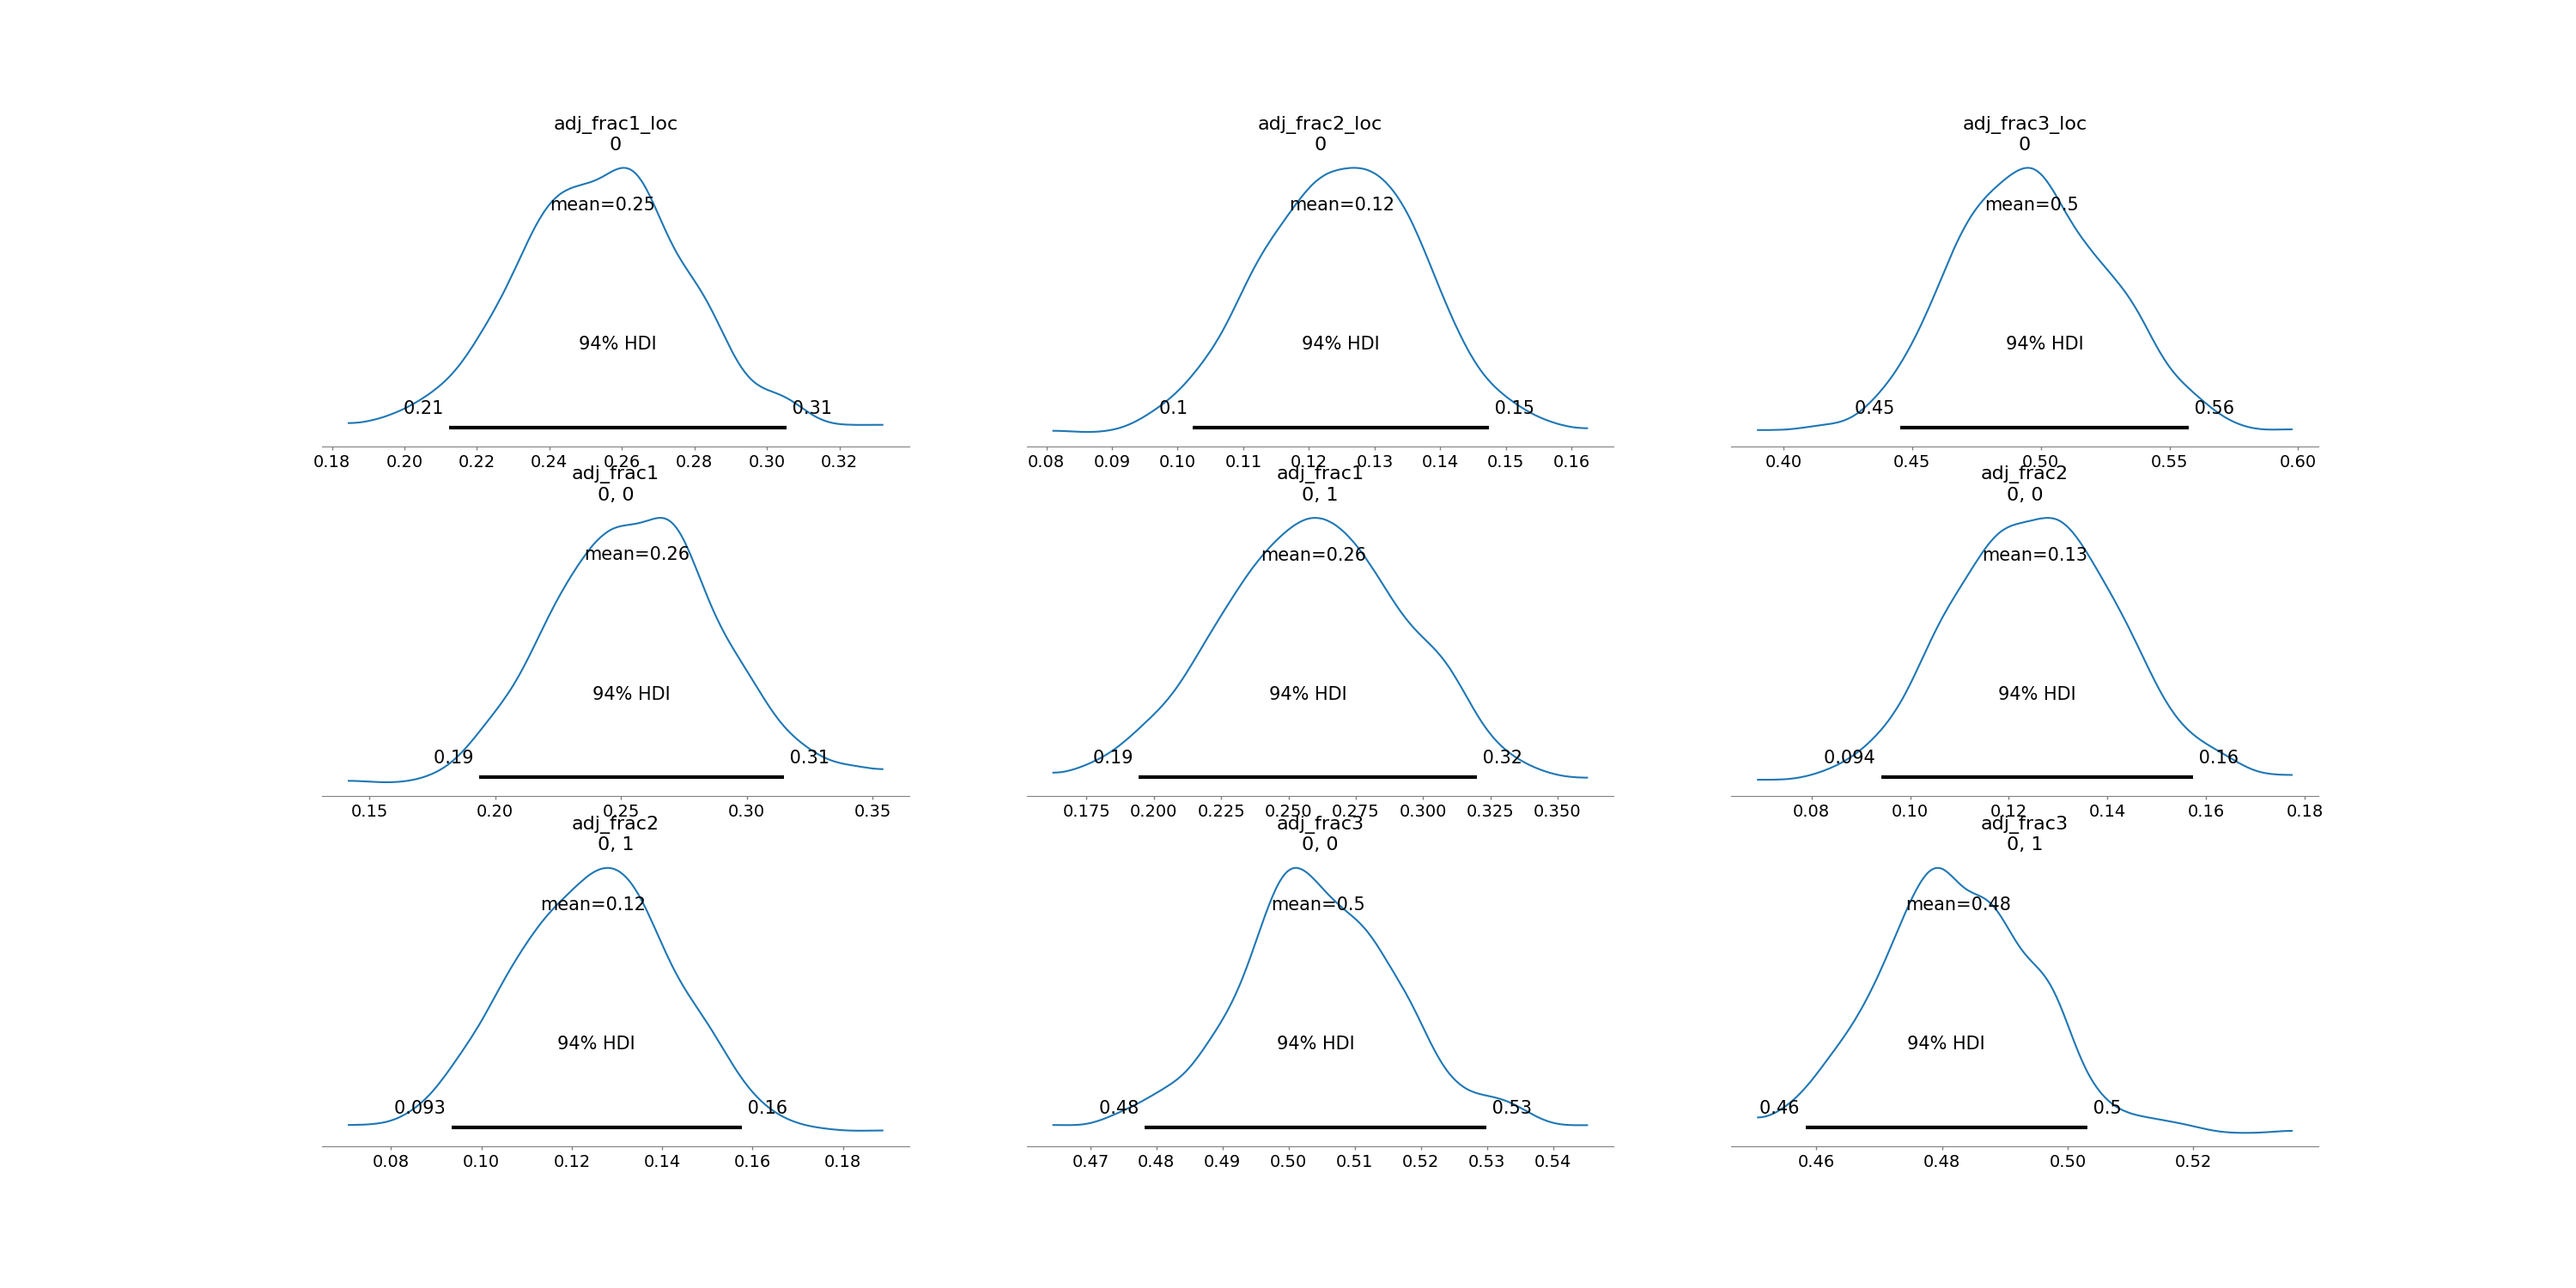 adj_frac1_loc
0
mean=0.25
94% HDI
0.21 0.31
0.18 0.20 0.22 0.24 0.26 0.28 0.30 0.32
adj_frac2_loc
0
mean=0.12
94% HDI
0.1 0.15
0.08 0.09 0.10 0.11 0.12 0.13 0.14 0.15 0.16
adj_frac3_loc
0
mean=0.5
94% HDI
0.45 0.56
0.40 0.45 0.50 0.55 0.60
adj_frac1
0, 0
mean=0.26
94% HDI
0.19 0.31
0.15 0.20 0.25 0.30 0.35
adj_frac1
0, 1
mean=0.26
94% HDI
0.19 0.32
0.175 0.200 0.225 0.250 0.275 0.300 0.325 0.350
adj_frac2
0, 0
mean=0.13
94% HDI
0.094 0.16
0.08 0.10 0.12 0.14 0.16 0.18
adj_frac2
0, 1
mean=0.12
94% HDI
0.093 0.16
0.08 0.10 0.12 0.14 0.16 0.18
adj_frac3
0, 0
mean=0.5
94% HDI
0.48 0.53
0.47 0.48 0.49 0.50 0.51 0.52 0.53 0.54
adj_frac3
0, 1
mean=0.48
94% HDI
0.46 0.5
0.46 0.48 0.50 0.52